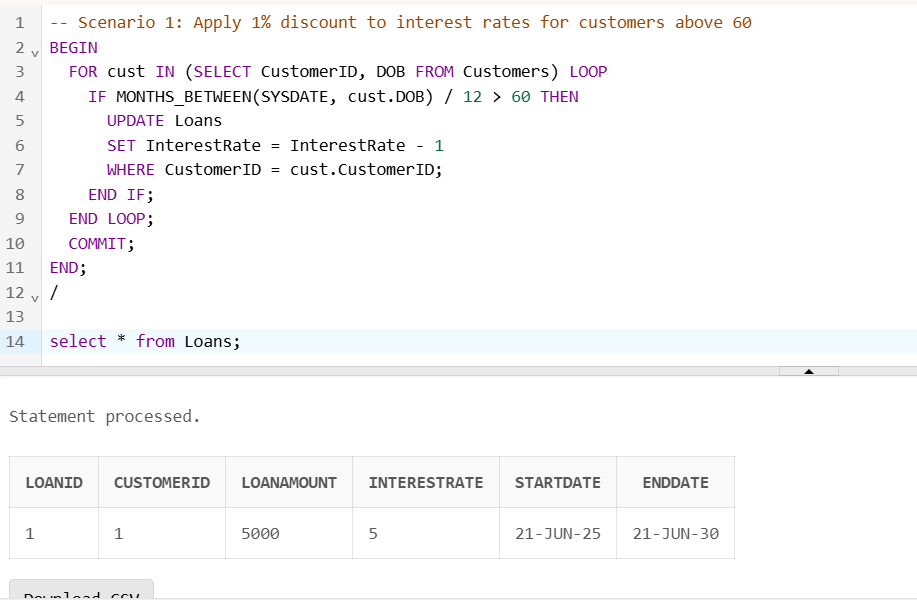 1 -- Scenario 1: Apply 1% discount to interest rates for customers above 60
2 BEGIN
3 FOR cust IN (SELECT CustomerID, DOB FROM Customers) LOOP
4 IF MONTHS_BETWEEN(SYSDATE, cust.DOB) / 12 > 60 THEN
5 UPDATE Loans
6 SET InterestRate = InterestRate - 1
7 WHERE CustomerID = cust.CustomerID;
8 END IF;
9 END LOOP;
10 COMMIT;
11 END;
12 /
13
14 select * from Loans;
Statement processed.
LOANID CUSTOMERID LOANAMOUNT INTERESTRATE STARTDATE ENDDATE
1 1 5000 5 21-JUN-25 21-JUN-30
Download CSV